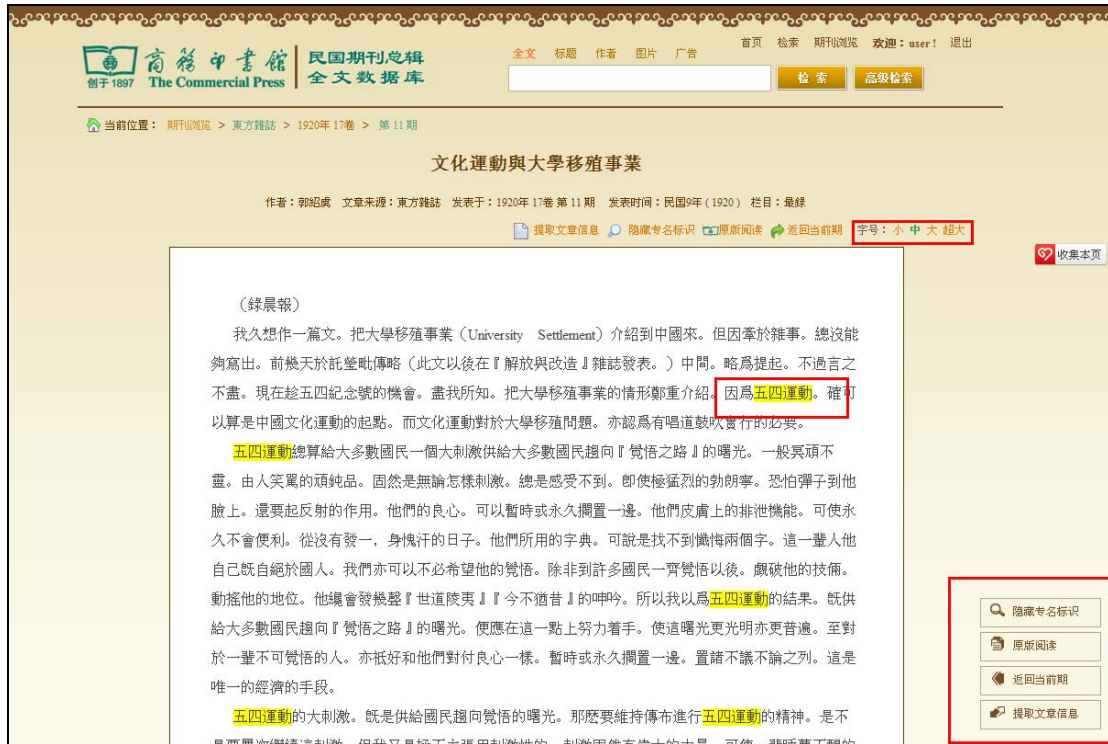 首页 检索 期刊浏览 欢迎：user！ 退出
商務印書館
创于1897 The Commercial Press
民国期刊总辑
全文数据库
全文 标题 作者 图片 广告
检索 高级检索
当前位置： 期刊浏览 > 東方雜誌 > 1920年 17卷 > 第 11 期
文化運動與大學移殖事業
作者：郭紹虞 文章来源：東方雜誌 发表于：1920年 17卷 第 11 期 发表时间：民国9年（1920） 栏目：最錄
提取文章信息 隐藏专名标识 原版阅读 返回当前期 字号： 小 中 大 超大
收集本页
（錄晨報）
我久想作一篇文。把大學移殖事業（University Settlement）介紹到中國來。但因牽於雜事。總沒能
夠寫出。前幾天於託瑩毗傳略（此文以後在『解放與改造』雜誌發表。）中間。略爲提起。不過言之
不盡。現在趁五四紀念號的機會。盡我所知。把大學移殖事業的情形鄭重介紹。因爲五四運動。確可
以算是中國文化運動的起點。而文化運動對於大學移殖問題。亦認爲有唱道鼓吹實行的必要。
五四運動總算給大多數國民一個大刺激供給大多數國民趨向『覺悟之路』的曙光。一般冥頑不
靈。由人笑駡的頑鈍品。固然是無論怎樣刺激。總是感受不到。卽使極猛烈的勃朗寧。恐怕彈子到他
臉上。還要起反射的作用。他們的良心。可以暫時或永久擱置一邊。他們皮膚上的排泄機能。可使永
久不會便利。從沒有發一，身愧汗的日子。他們所用的字典。可說是找不到懺悔兩個字。這一輩人他
自己旣自絕於國人。我們亦可以不必希望他的覺悟。除非到許多國民一齊覺悟以後。覷破他的技倆。
動搖他的地位。他纔會發幾聲『世道陵夷』『今不猶昔』的呻吟。所以我以爲五四運動的結果。旣供
給大多數國民趨向『覺悟之路』的曙光。便應在這一點上努力着手。使這曙光更光明亦更普遍。至對
於一輩不可覺悟的人。亦祇好和他們對付良心一樣。暫時或永久擱置一邊。置諸不議不論之列。這是
唯一的經濟的手段。
五四運動的大刺激。旣是供給國民趨向覺悟的曙光。那麽要維持傳布進行五四運動的精神。是不
隐藏专名标识
原版阅读
返回当前期
提取文章信息